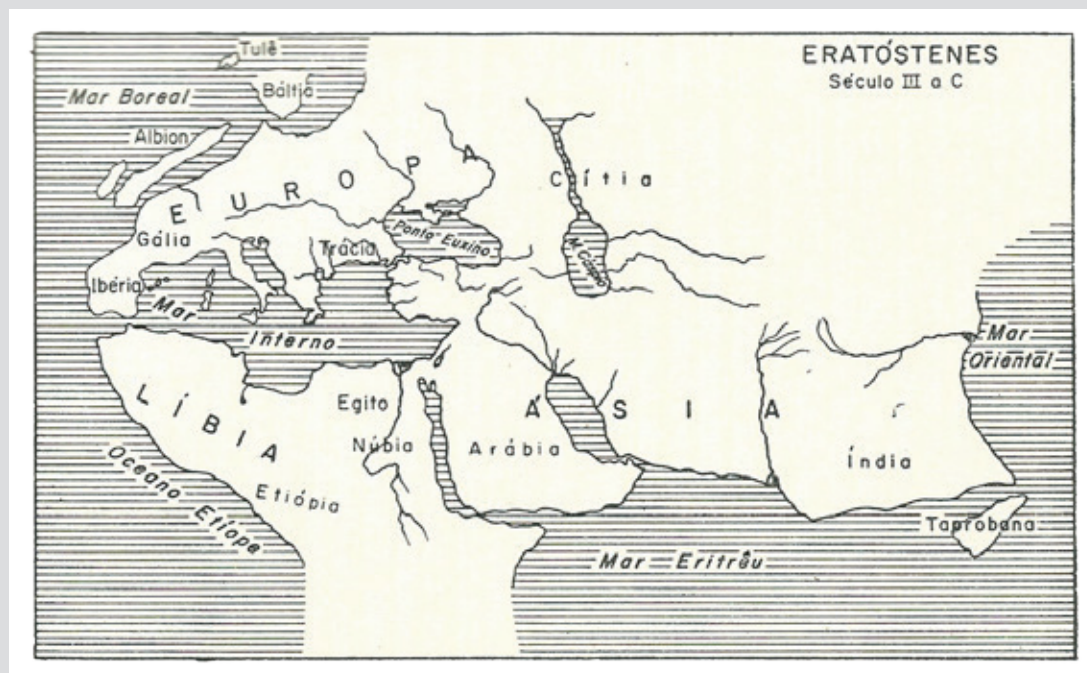 ERATÓSTENES
Século III a C
Tulê
Báltia
Mar Boreal
Albion
EUROPA
Cítia
Gália
Trácia
Ponto Euxino
M. Cáspio
Ibéria
Mar
Interno
Mar
Oriental
LÍBIA
Egito
ÁSIA
Núbia
Arábia
Índia
Etiópia
Oceano Etíope
Taprobana
Mar Eritrêu